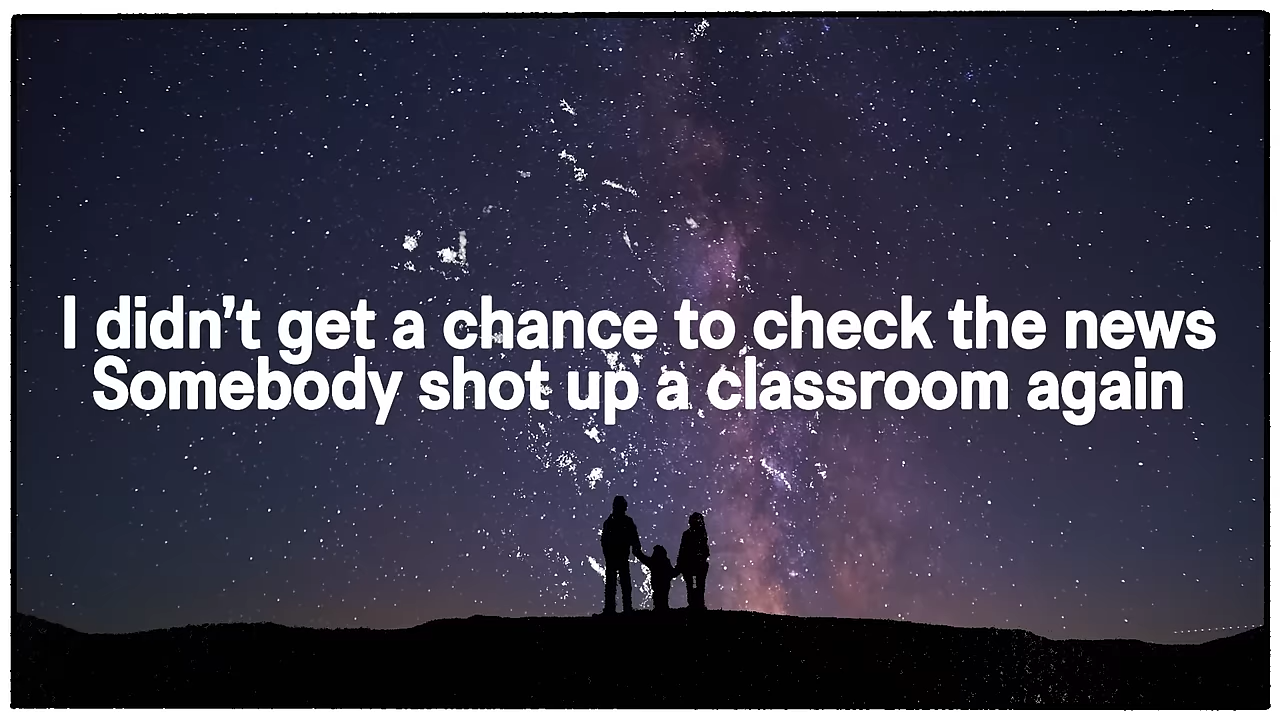 I didn't get a chance to check the news
Somebody shot up a classroom again